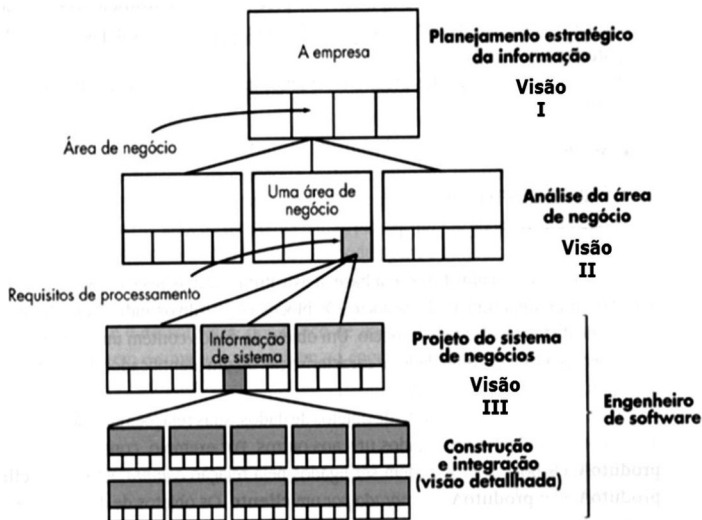 A empresa
Planejamento estratégico
da informação
Visão
I
Área de negócio
Uma área de
negócio
Análise da área
de negócio
Visão
II
Requisitos de processamento
Informação
de sistema
Projeto do sistema
de negócios
Visão
III
Engenheiro
de software
Construção
e integração
(visão detallhada)